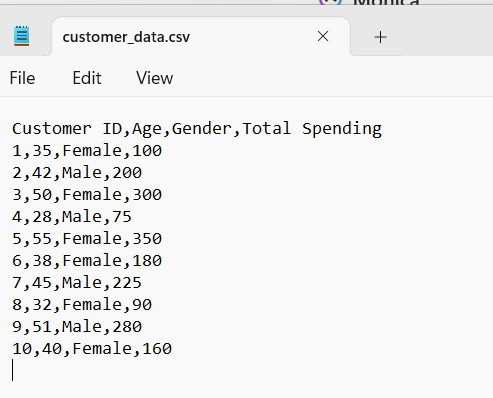 Monica
customer_data.csv
File Edit View
Customer ID,Age,Gender,Total Spending
1,35,Female,100
2,42,Male,200
3,50,Female,300
4,28,Male,75
5,55,Female,350
6,38,Female,180
7,45,Male,225
8,32,Female,90
9,51,Male,280
10,40,Female,160